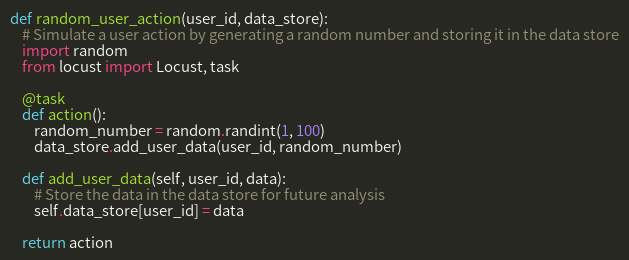 def random_user_action(user_id, data_store):
# Simulate a user action by generating a random number and storing it in the data store
import random
from locust import Locust, task
@task
def action():
random_number = random.randint(1, 100)
data_store.add_user_data(user_id, random_number)
def add_user_data(self, user_id, data):
# Store the data in the data store for future analysis
self.data_store[user_id] = data
return action